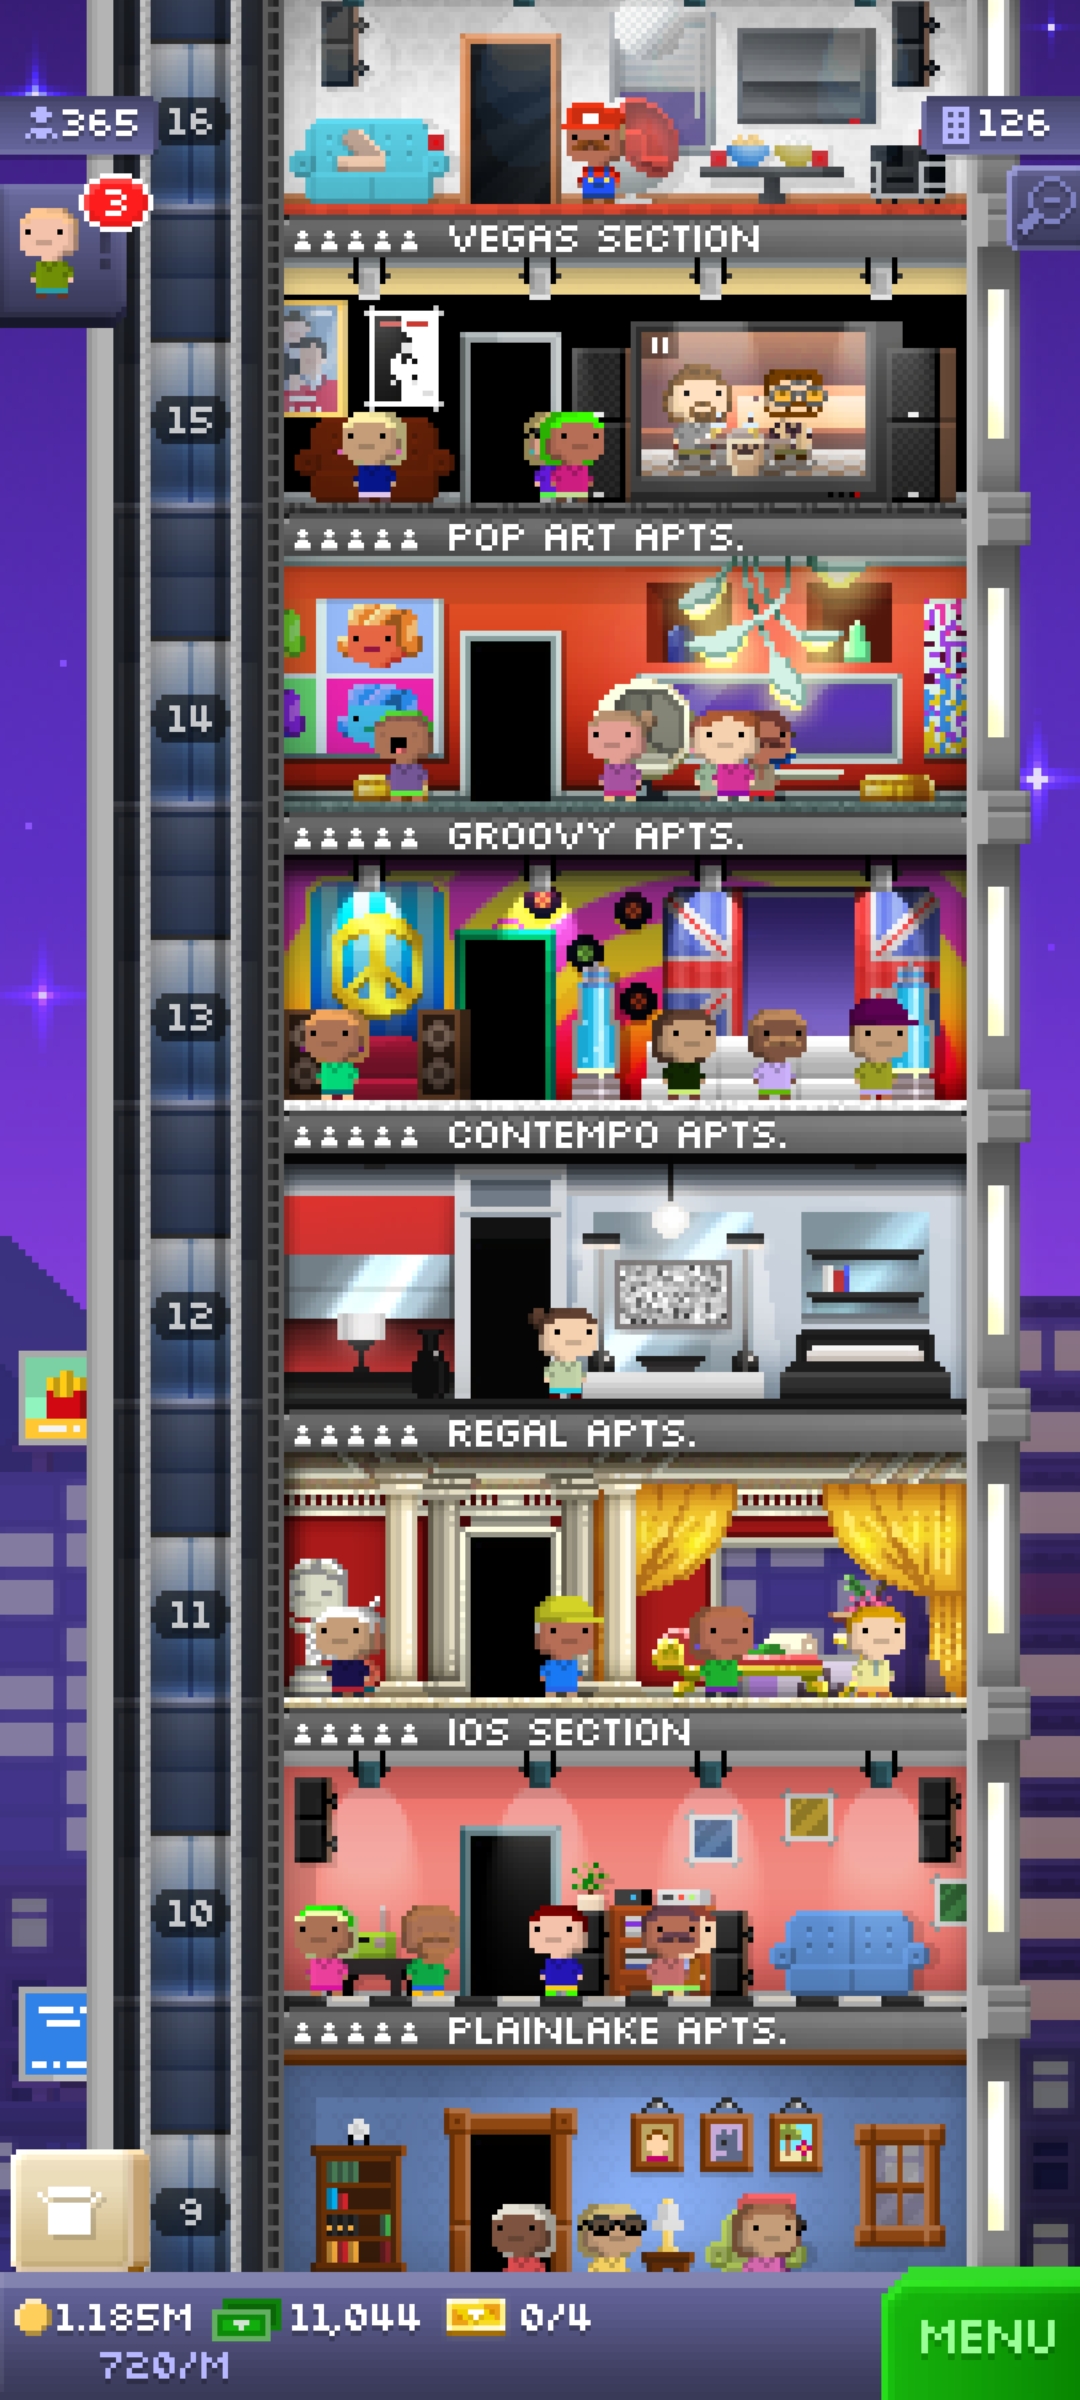 365
16
126
3
VEGAS SECTION
15
POP ART APTS.
14
GROOVY APTS.
13
CONTEMPO APTS.
12
REGAL APTS.
11
IOS SECTION
10
PLAINLAKE APTS.
9
1.185M 11,044 0/4
720/M
MENU